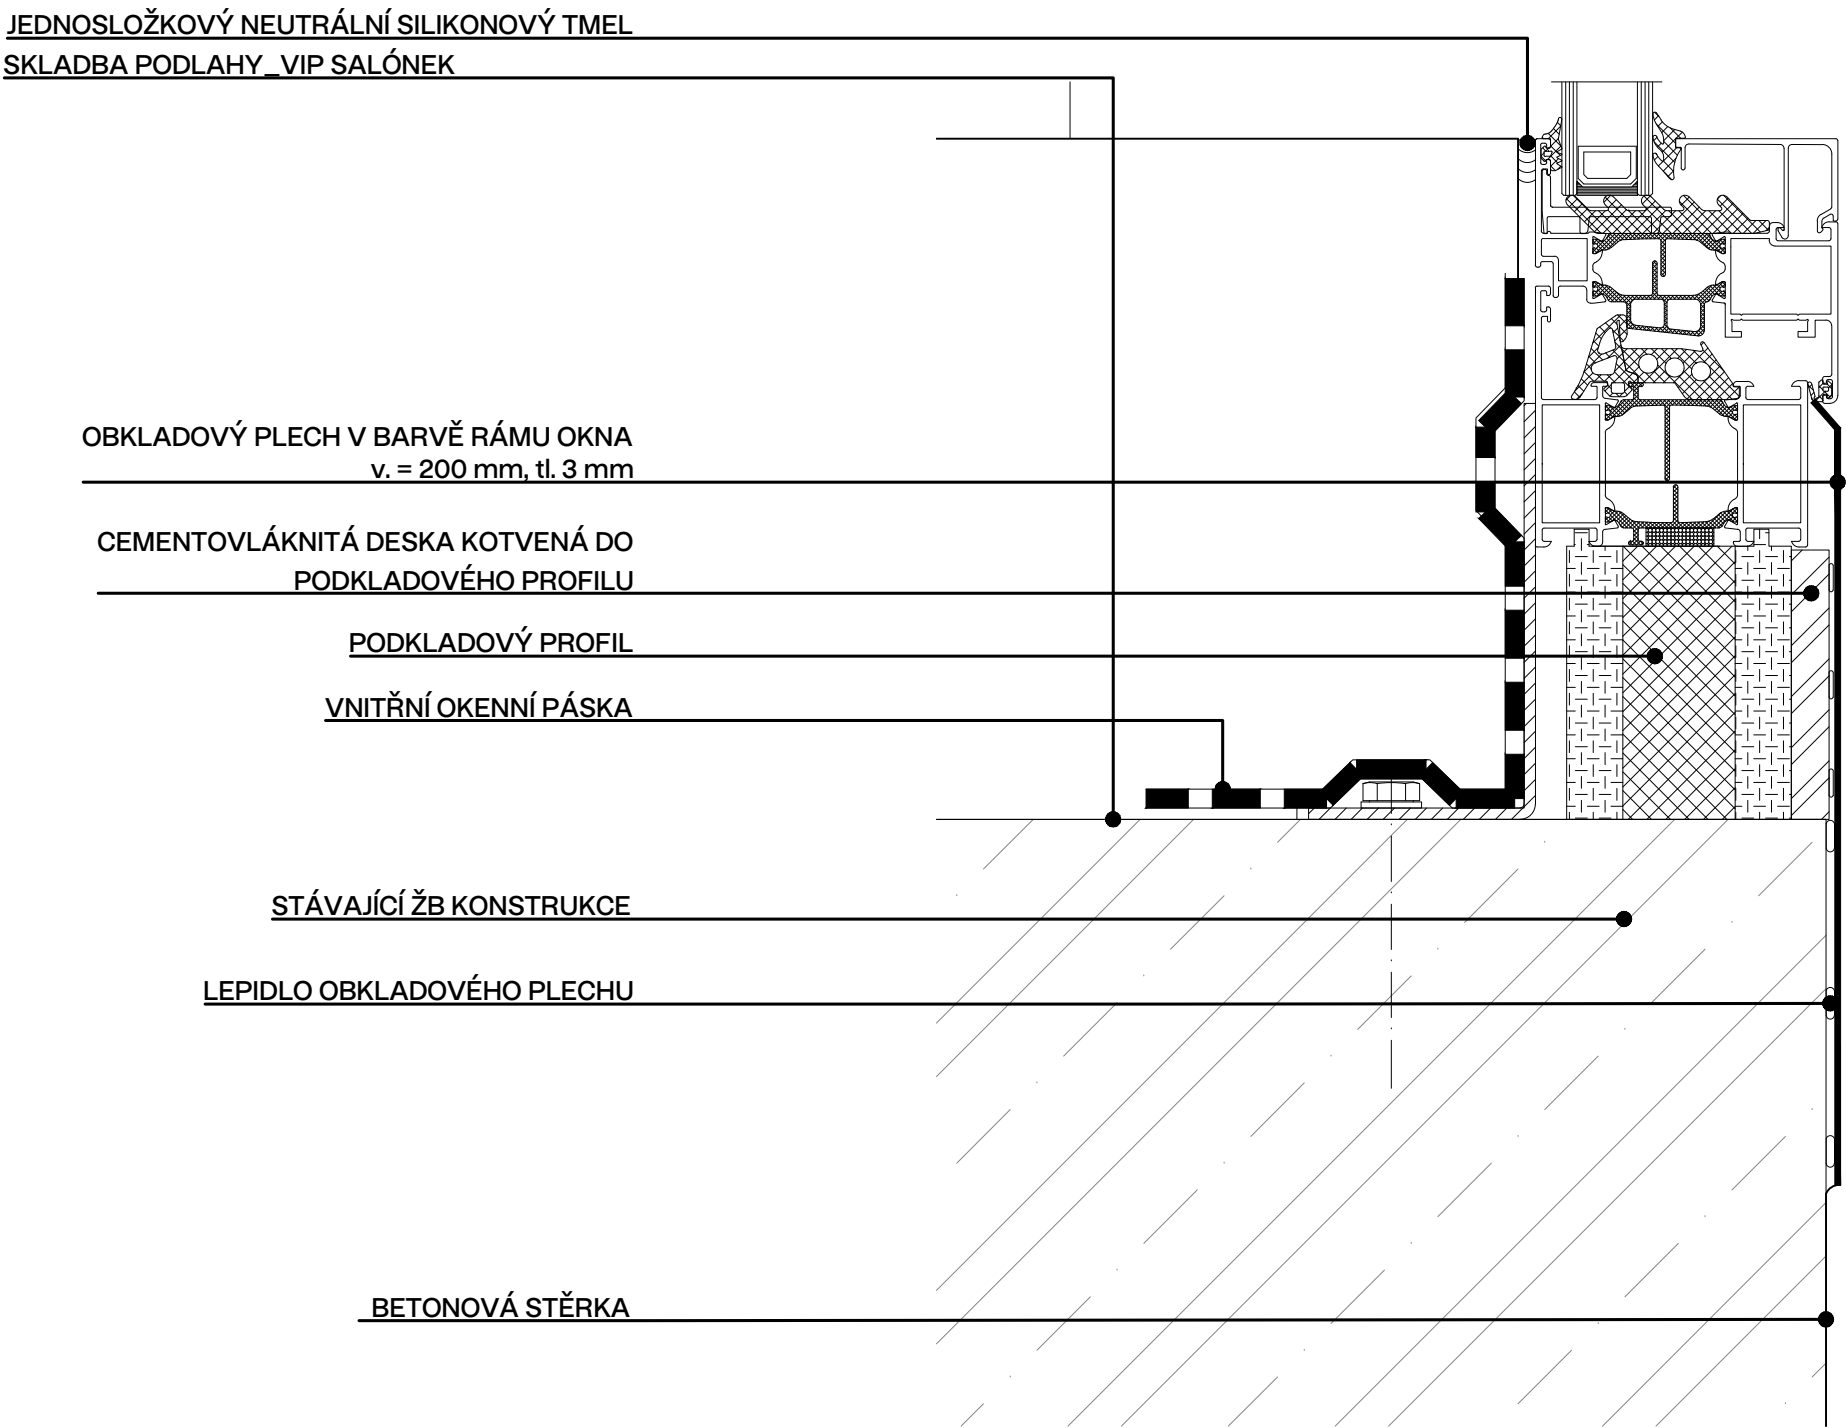 JEDNOSLOŽKOVÝ NEUTRÁLNÍ SILIKONOVÝ TMEL
SKLADBA PODLAHY_VIP SALÓNEK
OBKLADOVÝ PLECH V BARVĚ RÁMU OKNA
v. = 200 mm, tl. 3 mm
CEMENTOVLÁKNITÁ DESKA KOTVENÁ DO
PODKLADOVÉHO PROFILU
PODKLADOVÝ PROFIL
VNITŘNÍ OKENNÍ PÁSKA
STÁVAJÍCÍ ŽB KONSTRUKCE
LEPIDLO OBKLADOVÉHO PLECHU
BETONOVÁ STĚRKA